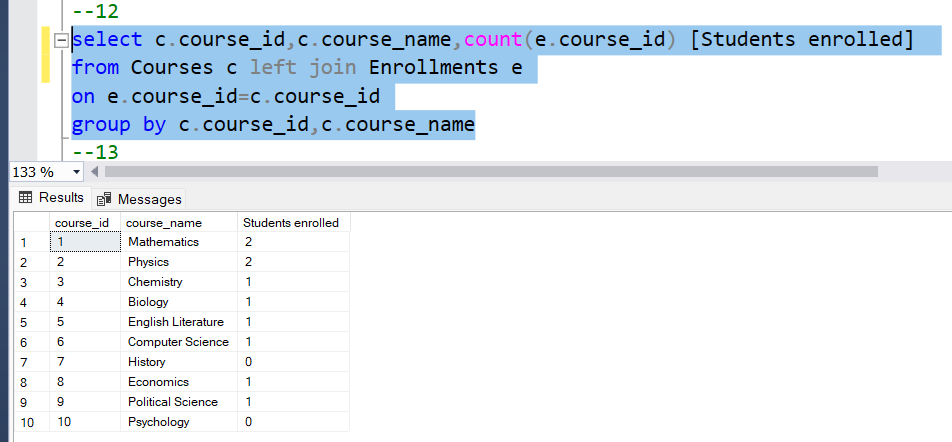 --12
select c.course_id,c.course_name,count(e.course_id) [Students enrolled]
from Courses c left join Enrollments e
on e.course_id=c.course_id
group by c.course_id,c.course_name
--13
133 %
Results Messages
course_id course_name Students enrolled
1 1 Mathematics 2
2 2 Physics 2
3 3 Chemistry 1
4 4 Biology 1
5 5 English Literature 1
6 6 Computer Science 1
7 7 History 0
8 8 Economics 1
9 9 Political Science 1
10 10 Psychology 0